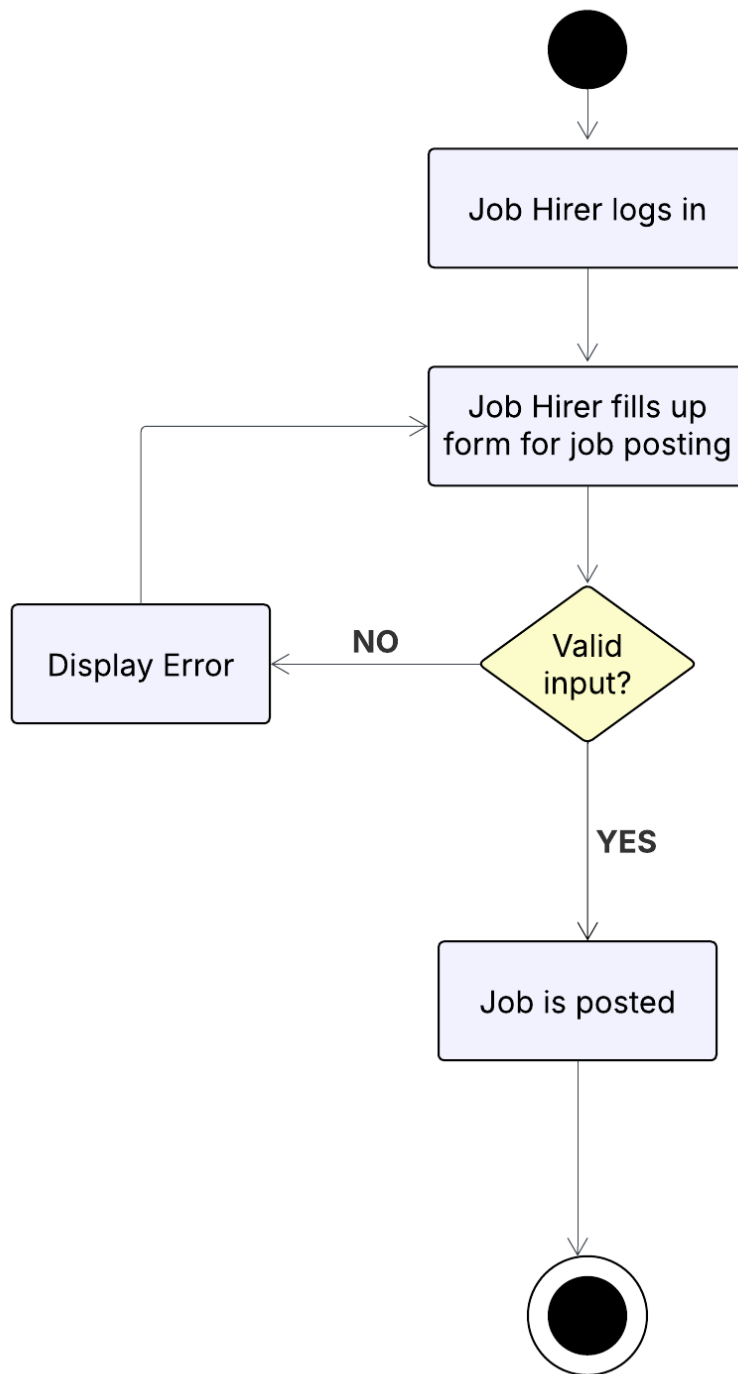 Job Hirer logs in
Job Hirer fills up
form for job posting
Valid
input?
NO
Display Error
YES
Job is posted